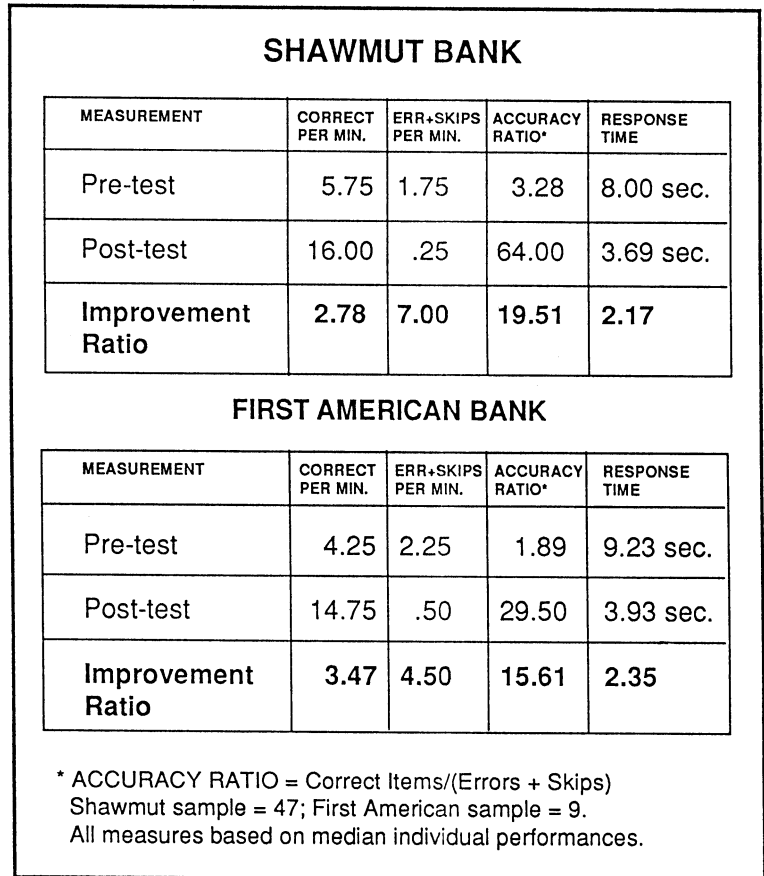 SHAWMUT BANK
MEASUREMENT CORRECT PER MIN. ERR+SKIPS PER MIN. ACCURACY RATIO* RESPONSE TIME
Pre-test 5.75 1.75 3.28 8.00 sec.
Post-test 16.00 .25 64.00 3.69 sec.
Improvement Ratio 2.78 7.00 19.51 2.17
FIRST AMERICAN BANK
MEASUREMENT CORRECT PER MIN. ERR+SKIPS PER MIN. ACCURACY RATIO* RESPONSE TIME
Pre-test 4.25 2.25 1.89 9.23 sec.
Post-test 14.75 .50 29.50 3.93 sec.
Improvement Ratio 3.47 4.50 15.61 2.35
* ACCURACY RATIO = Correct Items/(Errors + Skips)
Shawmut sample = 47; First American sample = 9.
All measures based on median individual performances.